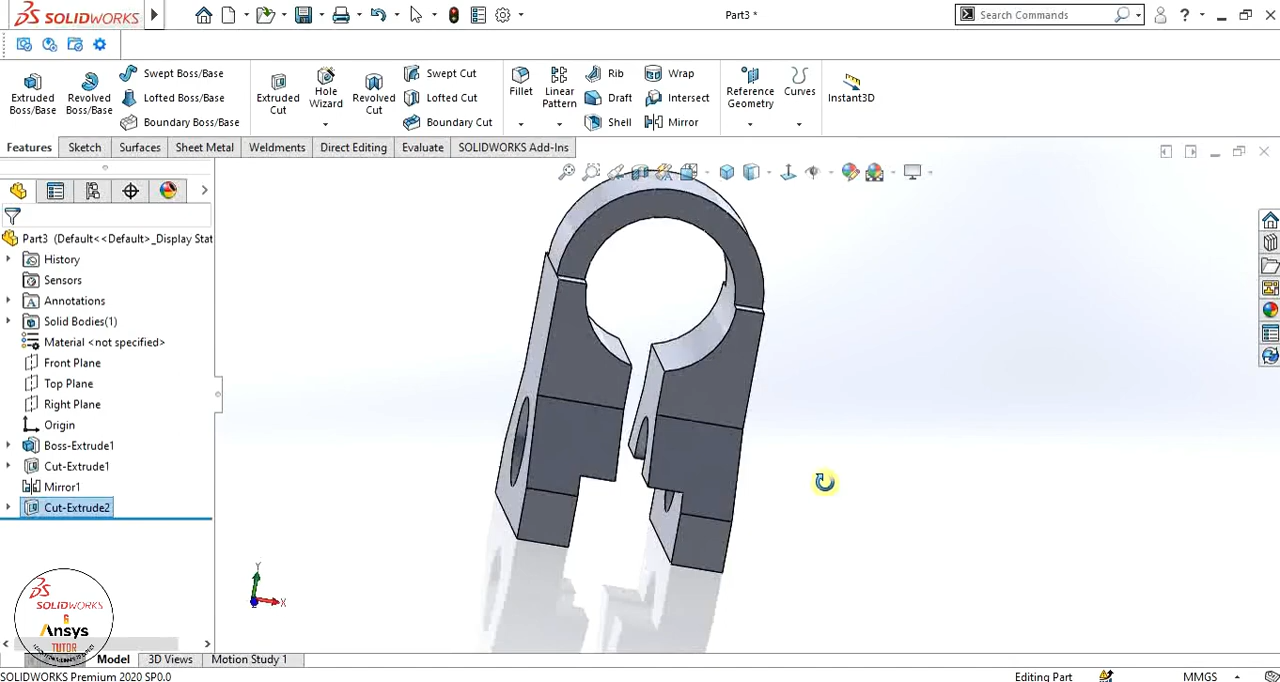 SOLIDWORKS
Part3 *
Search Commands
Extruded Boss/Base
Revolved Boss/Base
Swept Boss/Base
Lofted Boss/Base
Boundary Boss/Base
Extruded Cut
Hole Wizard
Revolved Cut
Swept Cut
Lofted Cut
Boundary Cut
Fillet
Linear Pattern
Rib
Draft
Shell
Wrap
Intersect
Mirror
Reference Geometry
Curves
Instant3D
Features
Sketch
Surfaces
Sheet Metal
Weldments
Direct Editing
Evaluate
SOLIDWORKS Add-Ins
Part3 (Default<<Default>_Display Stat
History
Sensors
Annotations
Solid Bodies(1)
Material <not specified>
Front Plane
Top Plane
Right Plane
Origin
Boss-Extrude1
Cut-Extrude1
Mirror1
Cut-Extrude2
Y
X
SOLIDWORKS
&
Ansys
TUTOR
Model
3D Views
Motion Study 1
SOLIDWORKS Premium 2020 SP0.0
Editing Part
MMGS